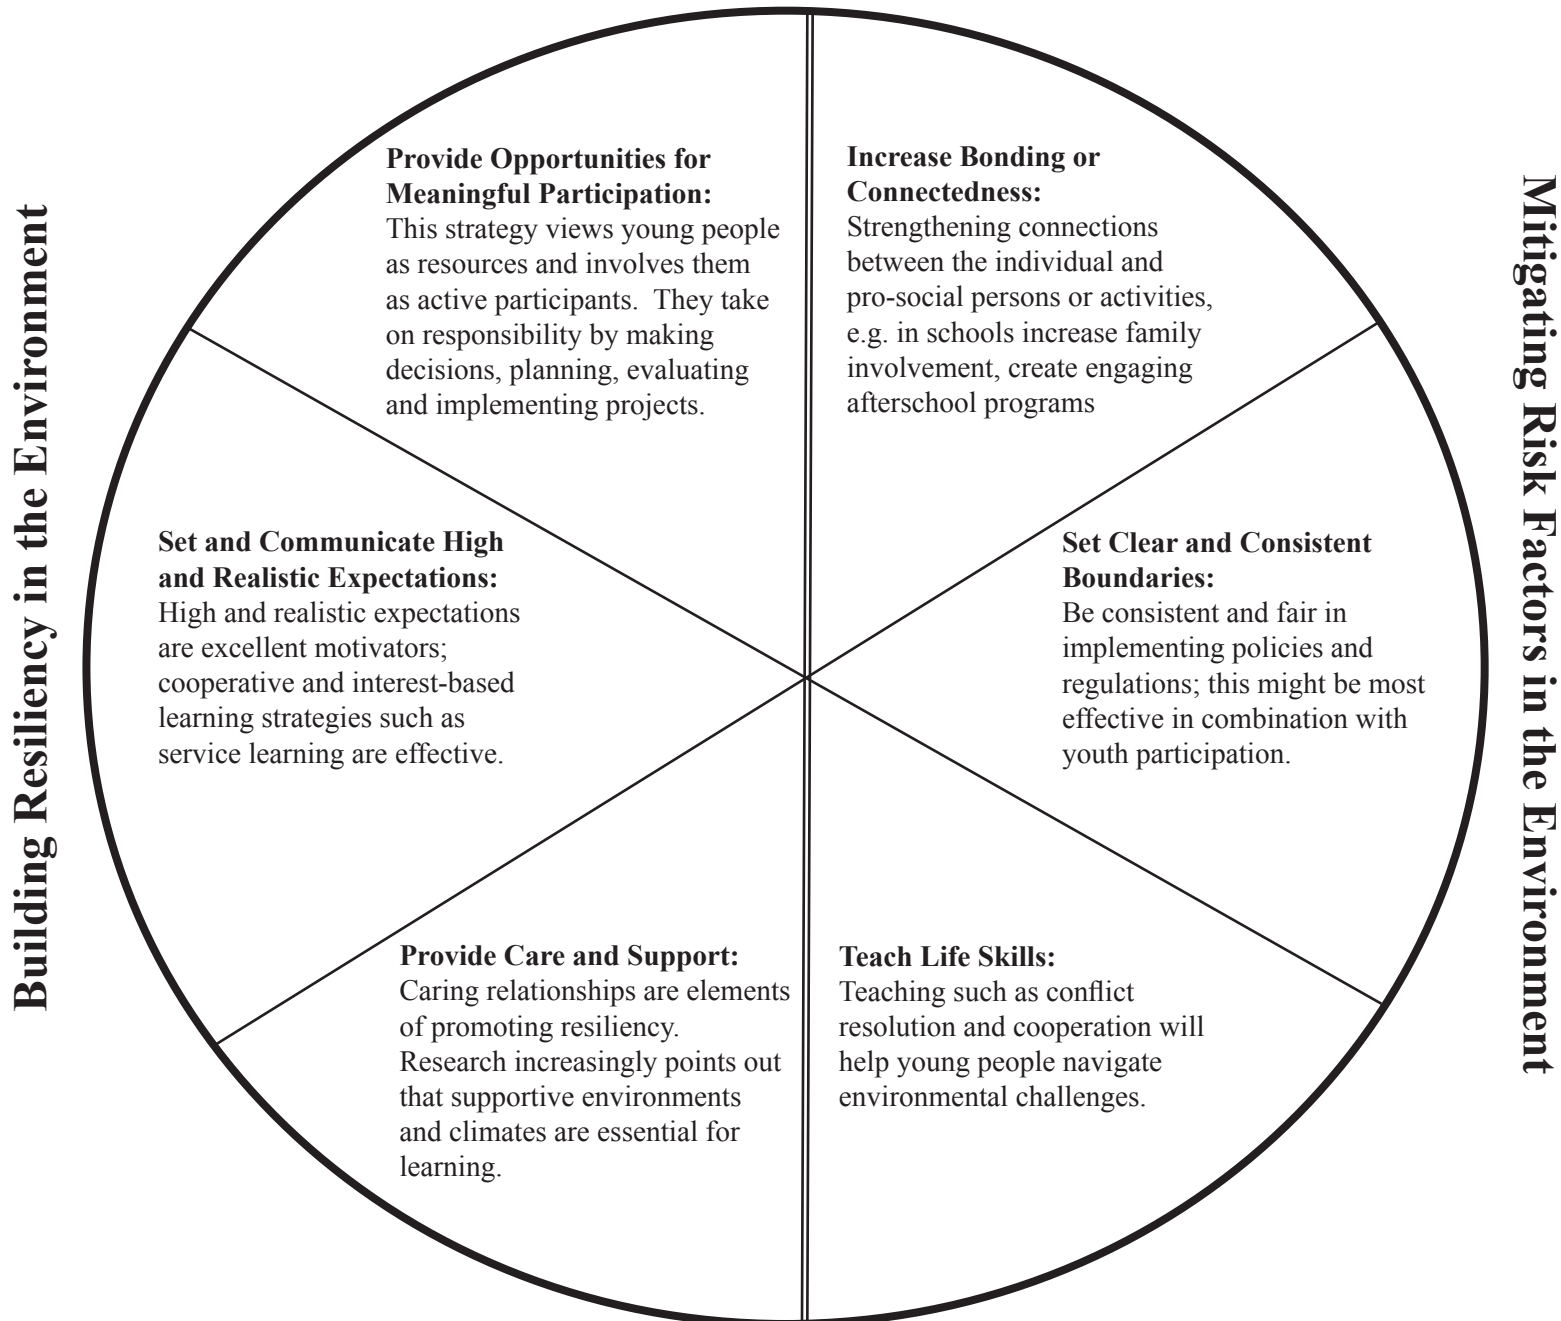 Building Resiliency in the Environment
Provide Opportunities for
Meaningful Participation:
This strategy views young people
as resources and involves them
as active participants.  They take
on responsibility by making
decisions, planning, evaluating
and implementing projects.
Increase Bonding or
Connectedness:
Strengthening connections
between the individual and
pro-social persons or activities,
e.g. in schools increase family
involvement, create engaging
afterschool programs
Set and Communicate High
and Realistic Expectations:
High and realistic expectations
are excellent motivators;
cooperative and interest-based
learning strategies such as
service learning are effective.
Set Clear and Consistent
Boundaries:
Be consistent and fair in
implementing policies and
regulations; this might be most
effective in combination with
youth participation.
Provide Care and Support:
Caring relationships are elements
of promoting resiliency.
Research increasingly points out
that supportive environments
and climates are essential for
learning.
Teach Life Skills:
Teaching such as conflict
resolution and cooperation will
help young people navigate
environmental challenges.
Mitigating Risk Factors in the Environment